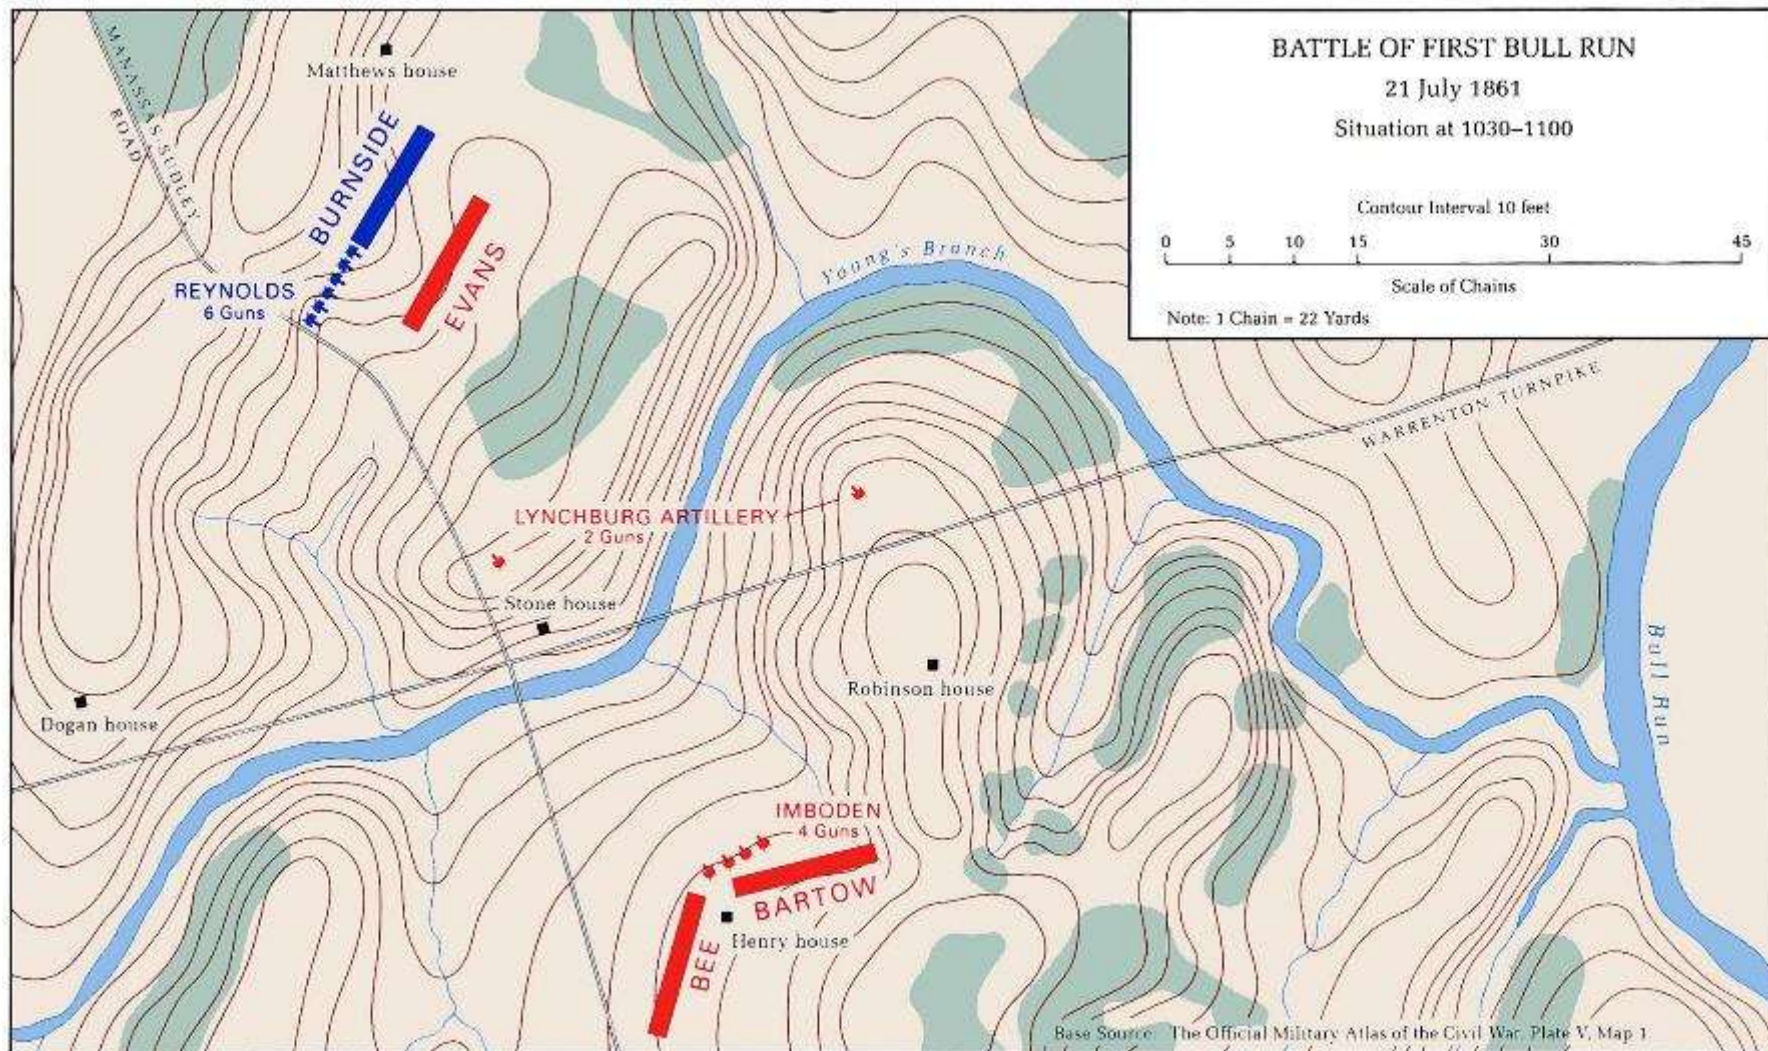 BATTLE OF FIRST BULL RUN
21 July 1861
Situation at 1030–1100
Contour Interval 10 feet
0 5 10 15 30 45
Scale of Chains
Note: 1 Chain = 22 Yards
MANASSAS-SUDLEY
ROAD
Matthews house
BURNSIDE
REYNOLDS
6 Guns
EVANS
Young's Branch
WARRENTON TURNPIKE
LYNCHBURG ARTILLERY
2 Guns
Stone house
Robinson house
Dogan house
Bull Run
IMBODEN
4 Guns
BARTOW
Henry house
BEE
Base Source: The Official Military Atlas of the Civil War, Plate V, Map 1